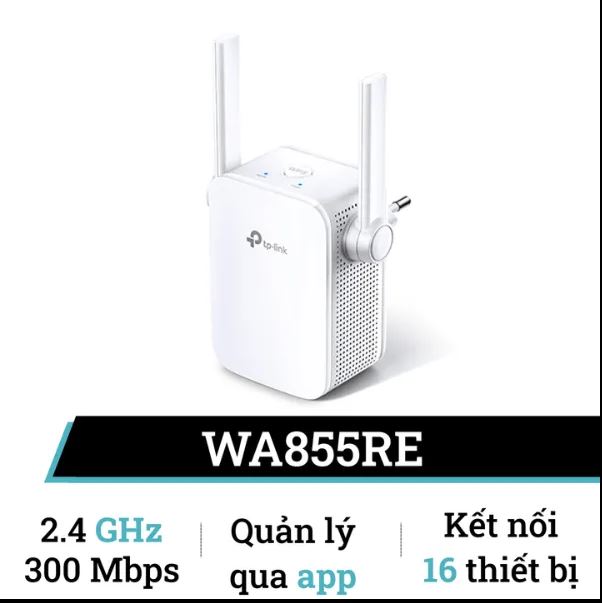 tp-link
WA855RE
2.4 GHz
300 Mbps
Quản lý
qua app
Kết nối
16 thiết bị